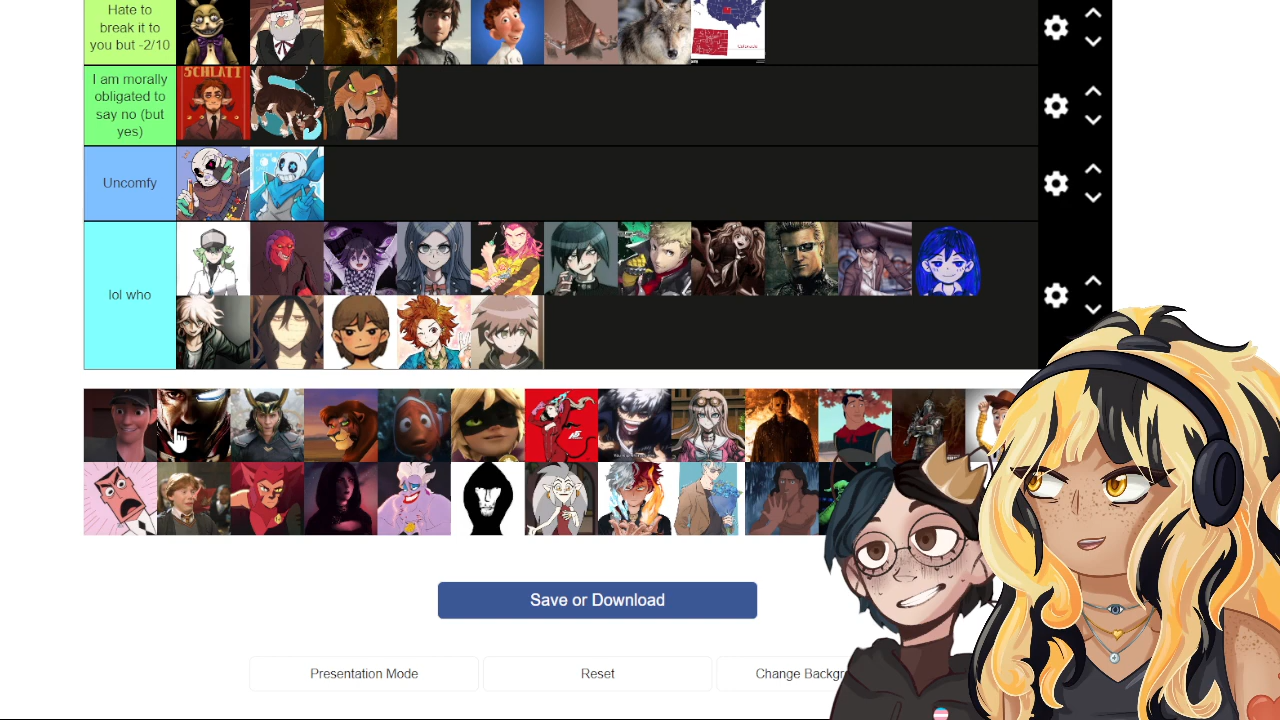 Hate to
break it to
you but -2/10
I am morally
obligated to
say no (but
yes)
SCHLATT
Uncomfy
lol who
Save or Download
Presentation Mode
Reset
Change Backgr